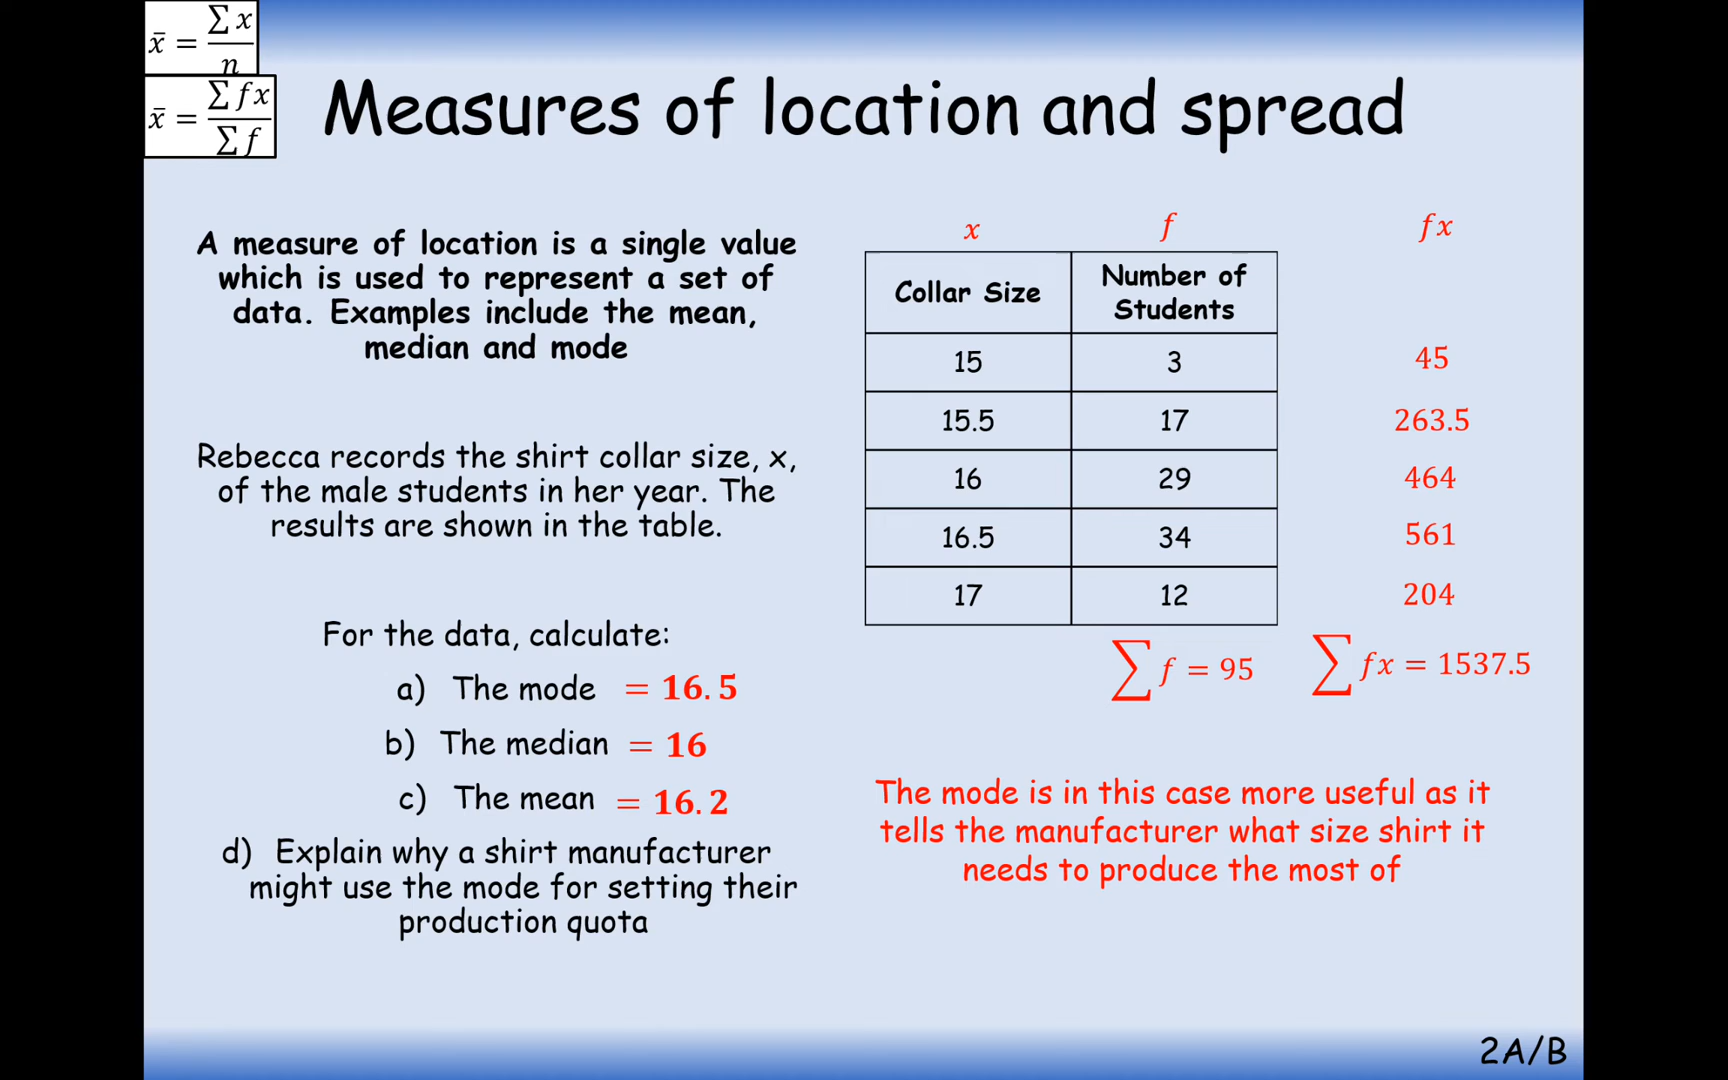 x̄ = ∑ x / n
x̄ = ∑ fx / ∑ f
Measures of location and spread
A measure of location is a single value
which is used to represent a set of
data. Examples include the mean,
median and mode
Rebecca records the shirt collar size, x,
of the male students in her year. The
results are shown in the table.
For the data, calculate:
a) The mode = 16.5
b) The median = 16
c) The mean = 16.2
d) Explain why a shirt manufacturer
might use the mode for setting their
production quota
x f fx
Collar Size Number of
Students
15 3 45
15.5 17 263.5
16 29 464
16.5 34 561
17 12 204
∑ f = 95 ∑ fx = 1537.5
The mode is in this case more useful as it
tells the manufacturer what size shirt it
needs to produce the most of
2A/B